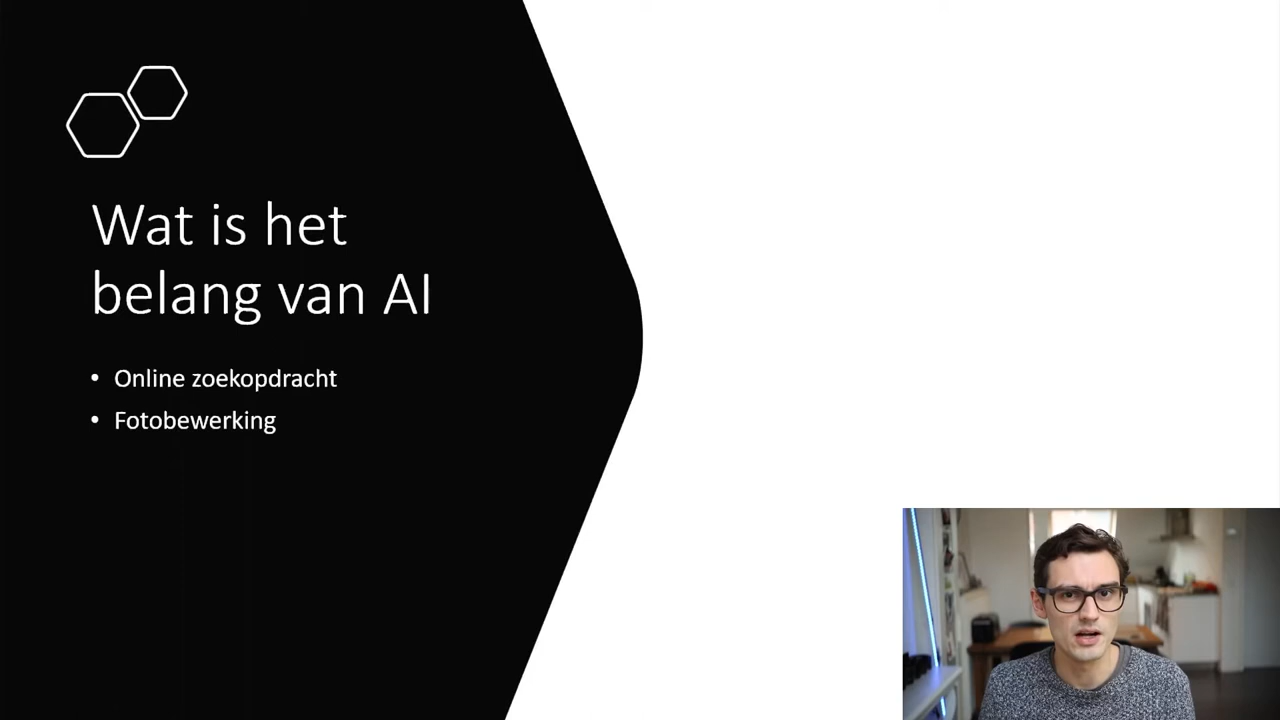 Wat is het
belang van AI
• Online zoekopdracht
• Fotobewerking